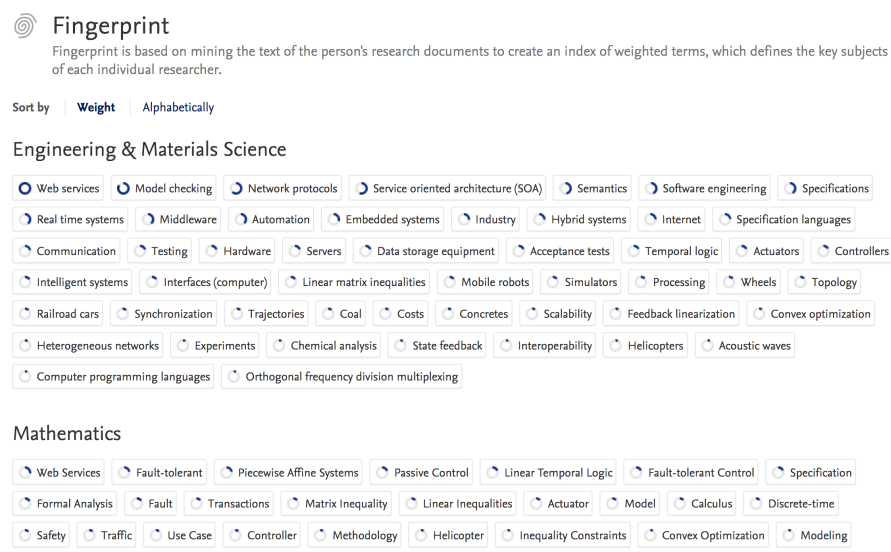 Fingerprint
Fingerprint is based on mining the text of the person's research documents to create an index of weighted terms, which defines the key subjects
of each individual researcher.
Sort by Weight Alphabetically
Engineering & Materials Science
Web services Model checking Network protocols Service oriented architecture (SOA) Semantics Software engineering Specifications
Real time systems Middleware Automation Embedded systems Industry Hybrid systems Internet Specification languages
Communication Testing Hardware Servers Data storage equipment Acceptance tests Temporal logic Actuators Controllers
Intelligent systems Interfaces (computer) Linear matrix inequalities Mobile robots Simulators Processing Wheels Topology
Railroad cars Synchronization Trajectories Coal Costs Concretes Scalability Feedback linearization Convex optimization
Heterogeneous networks Experiments Chemical analysis State feedback Interoperability Helicopters Acoustic waves
Computer programming languages Orthogonal frequency division multiplexing
Mathematics
Web Services Fault-tolerant Piecewise Affine Systems Passive Control Linear Temporal Logic Fault-tolerant Control Specification
Formal Analysis Fault Transactions Matrix Inequality Linear Inequalities Actuator Model Calculus Discrete-time
Safety Traffic Use Case Controller Methodology Helicopter Inequality Constraints Convex Optimization Modeling